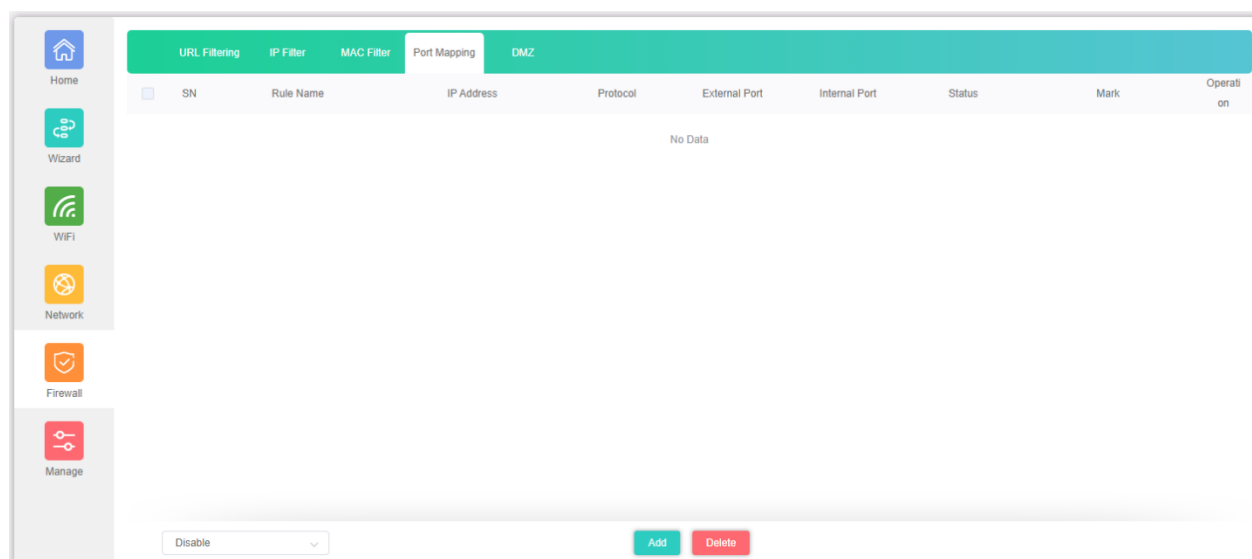 Home
Wizard
WiFi
Network
Firewall
Manage
URL Filtering IP Filter MAC Filter Port Mapping DMZ
SN Rule Name IP Address Protocol External Port Internal Port Status Mark Operati
on
No Data
Disable Add Delete